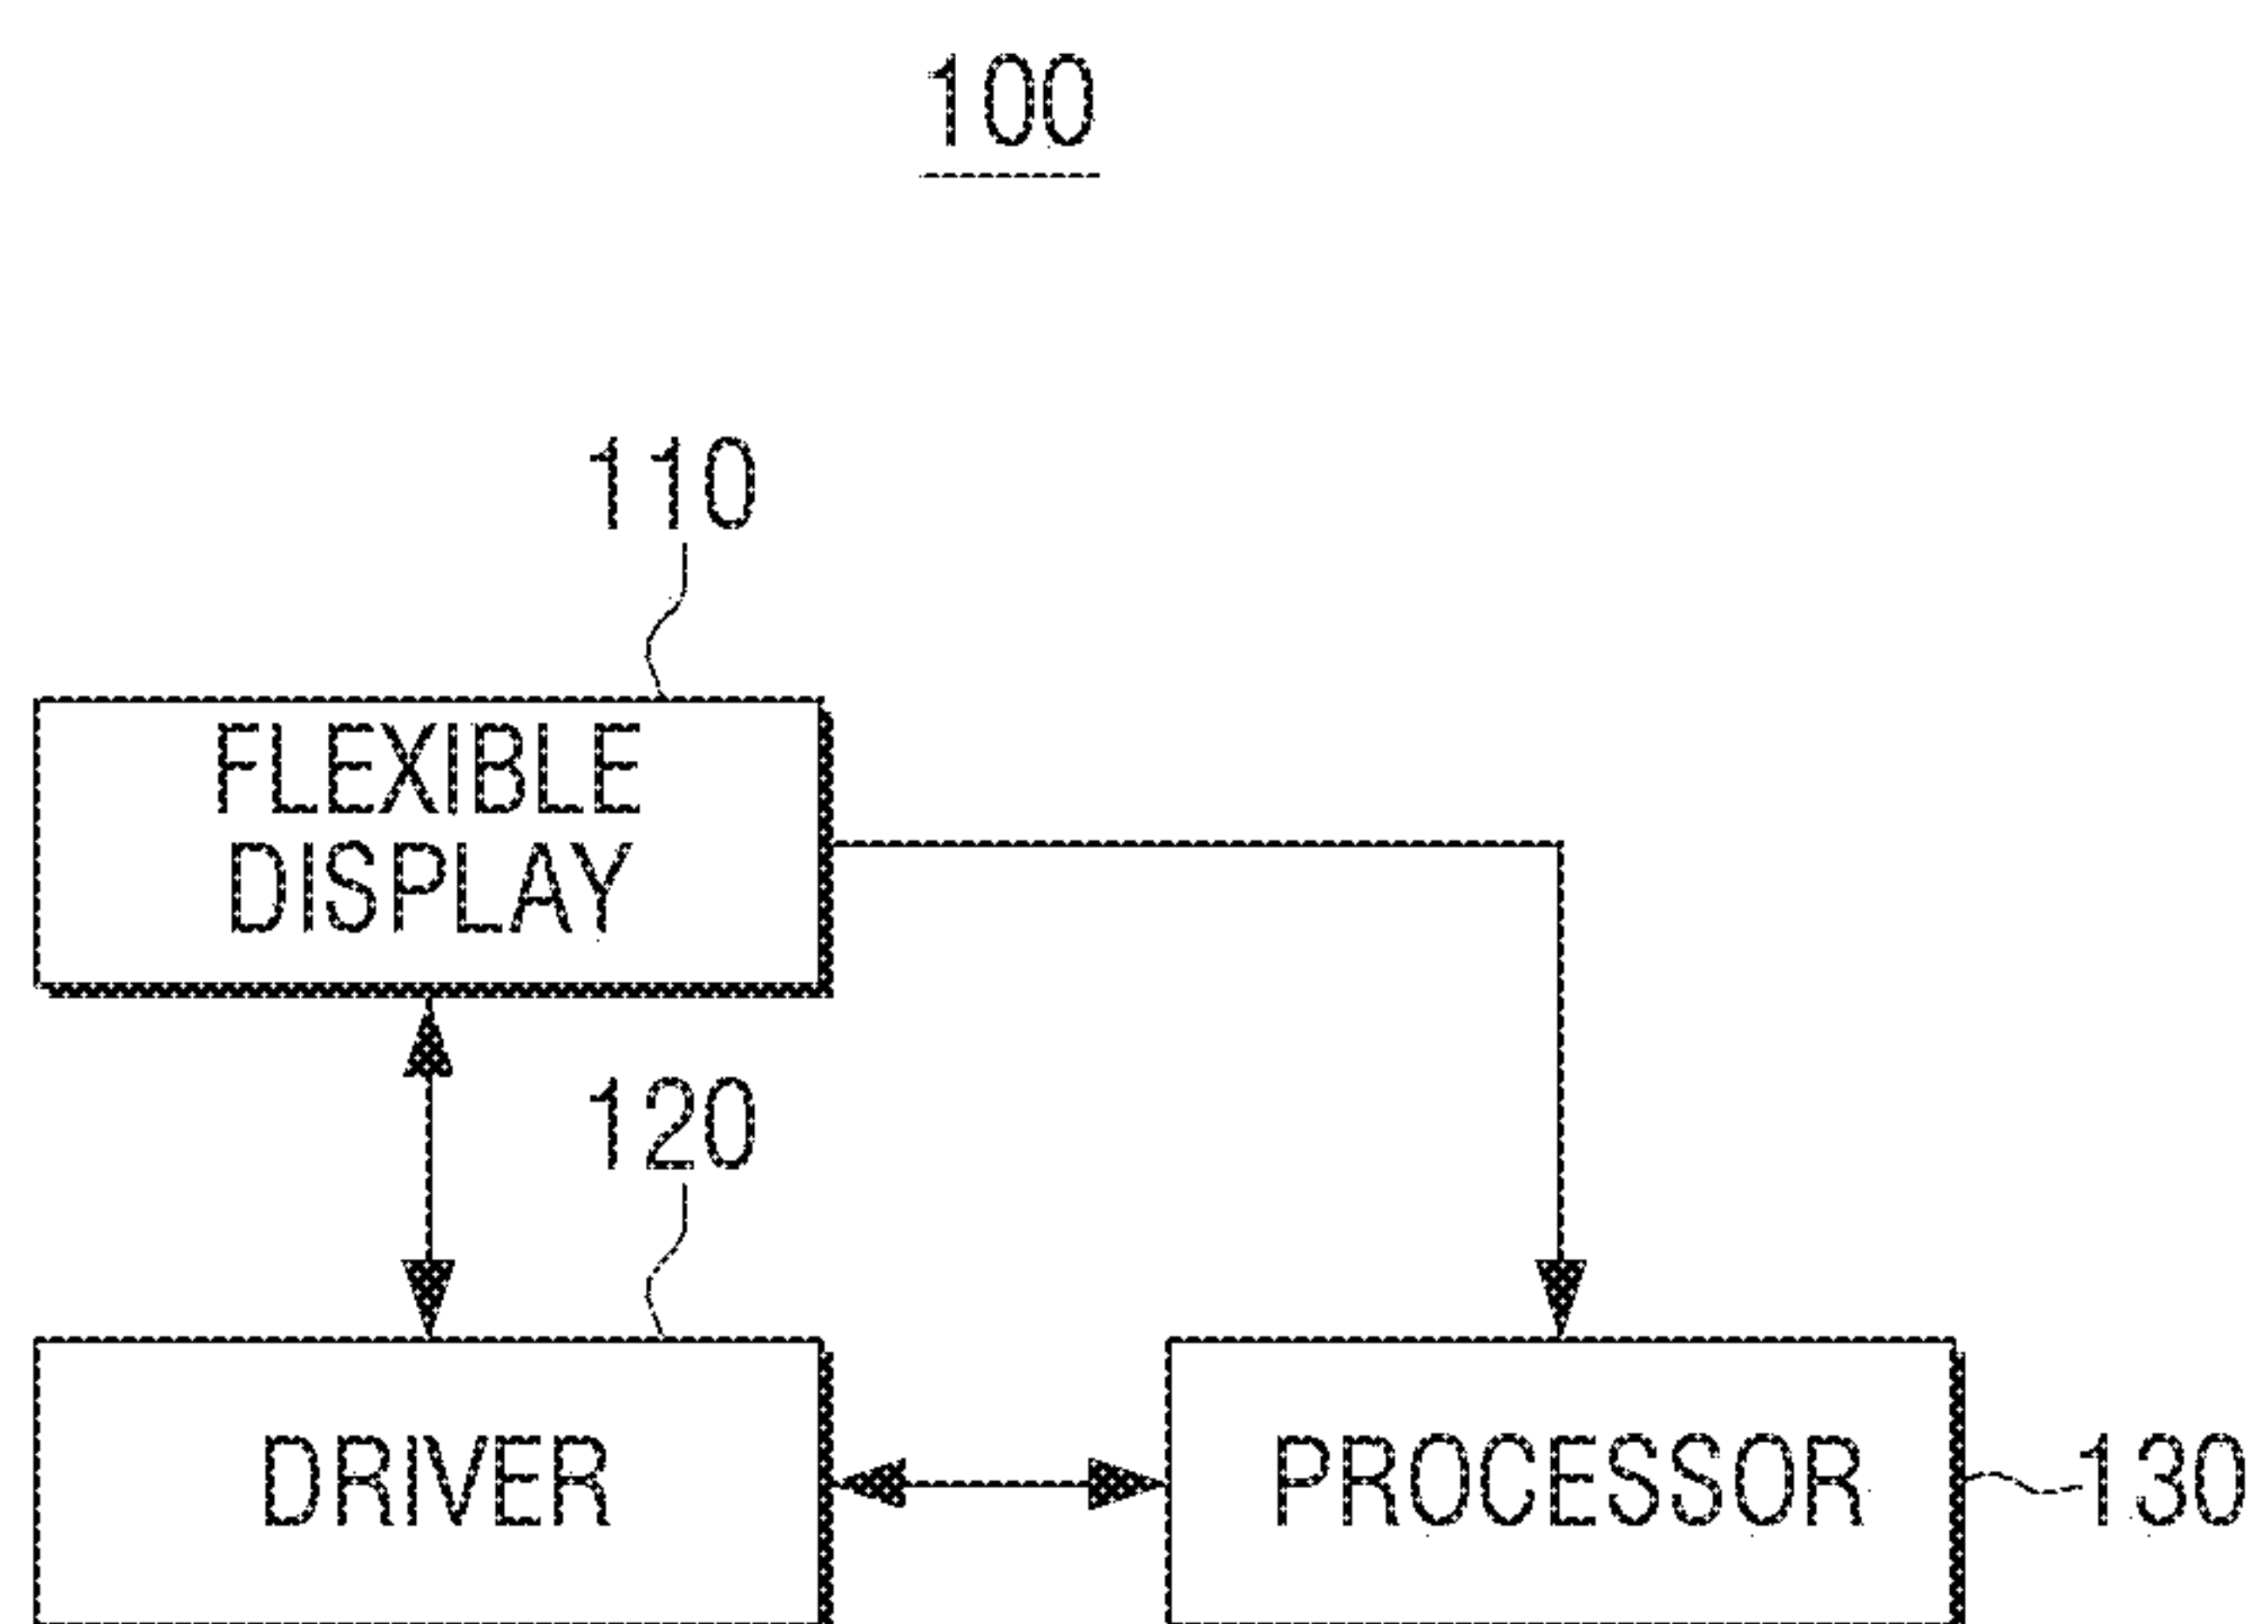 100
110
FLEXIBLE
DISPLAY
120
DRIVER
PROCESSOR
130